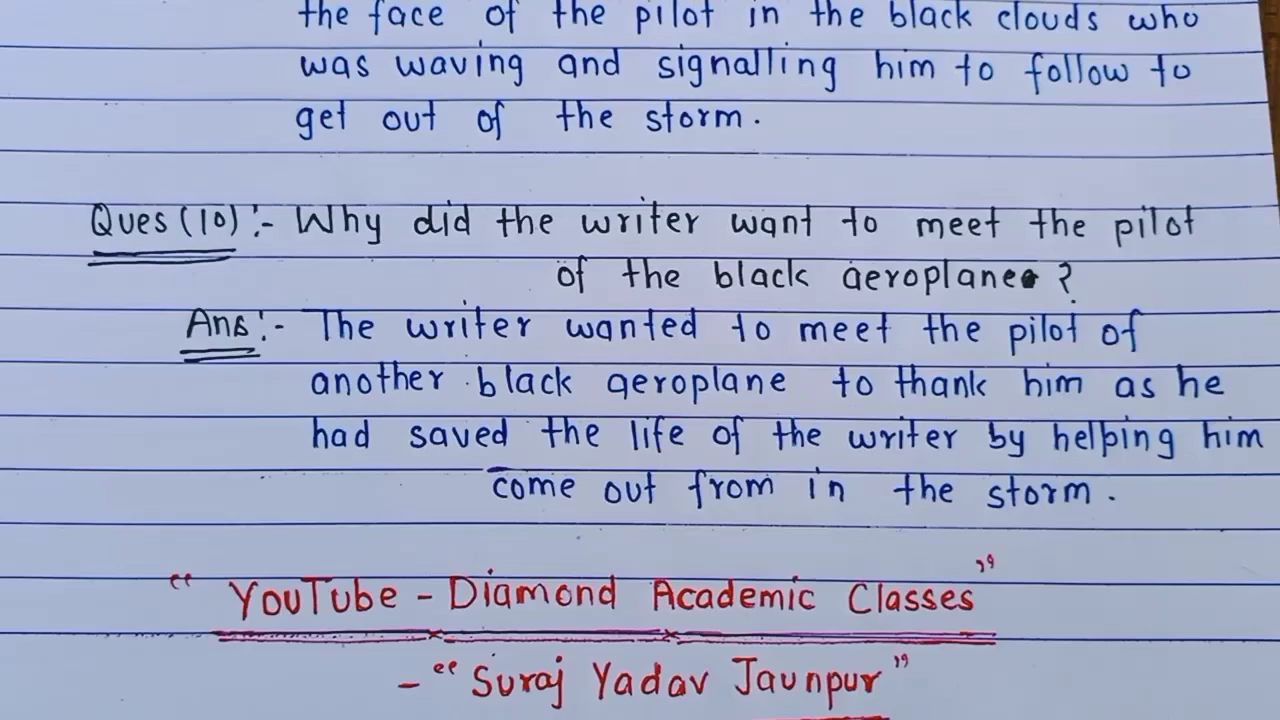 the face of the pilot in the black clouds who
was waving and signalling him to follow to
get out of the storm.
Ques (10):- Why did the writer want to meet the pilot
of the black aeroplane ?
Ans:- The writer wanted to meet the pilot of
another black aeroplane to thank him as he
had saved the life of the writer by helping him
come out from in the storm.
"YouTube - Diamond Academic Classes"
- "Suraj Yadav Jaunpur"